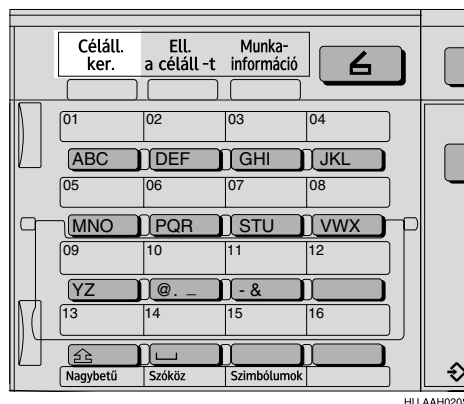 Céláll. Ell. Munka-
ker. a céláll -t információ
01 02 03 04
ABC DEF GHI JKL
05 06 07 08
MNO PQR STU VWX
09 10 11 12
YZ @. _ - &
13 14 15 16
Nagybetű Szóköz Szimbólumok